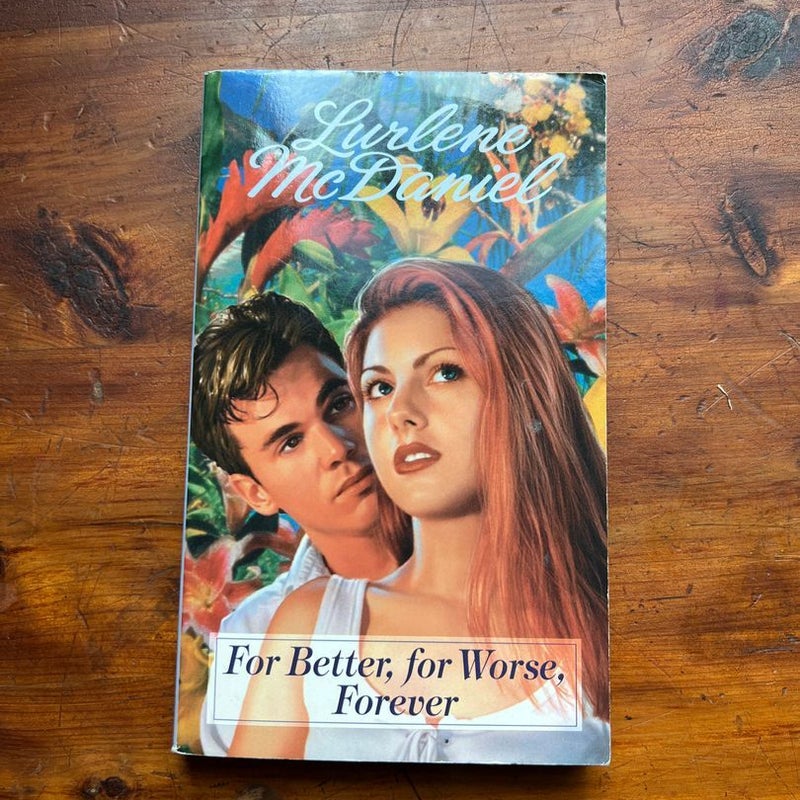 Lurlene
McDaniel
For Better, for Worse,
Forever